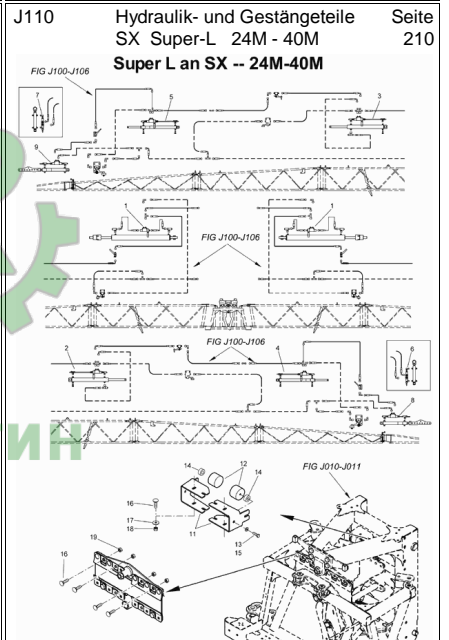 J110 Hydraulik- und Gestängeteile Seite
SX Super-L 24M - 40M 210
Super L an SX -- 24M-40M
FIG J100-J106
7
5
3
9
1
1
FIG J100-J106
FIG J100-J106
2
4
6
8
ТИН
FIG J010-J011
14
12
14
16
17
18
11
13
15
19
16